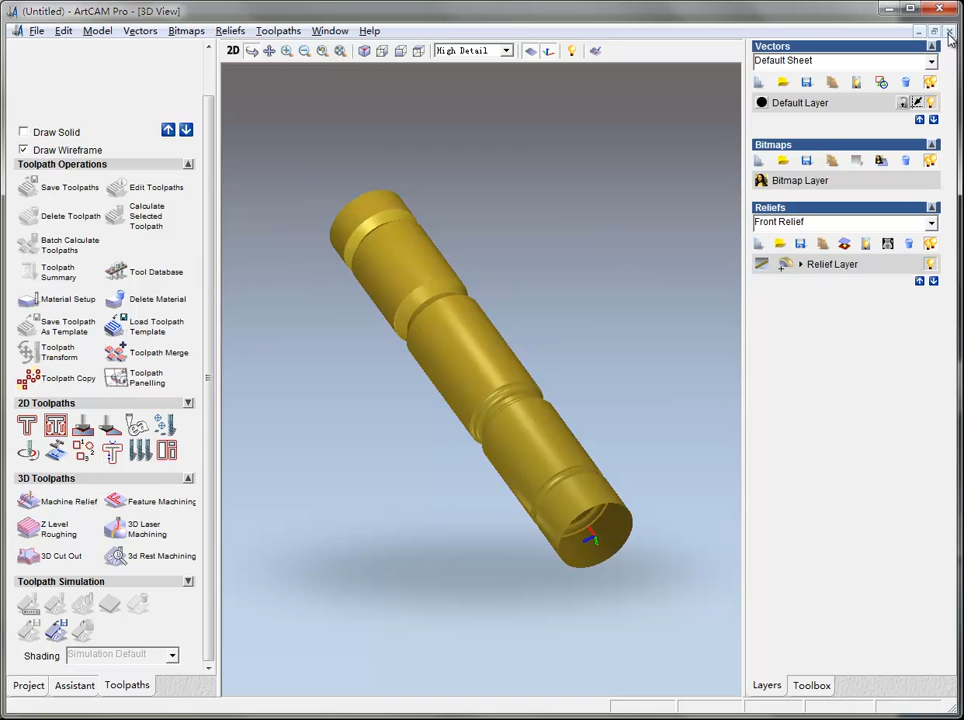 (Untitled) - ArtCAM Pro - [3D View]
File Edit Model Vectors Bitmaps Reliefs Toolpaths Window Help
2D High Detail
Draw Solid
Draw Wireframe
Toolpath Operations
Save Toolpaths Edit Toolpaths
Delete Toolpath Calculate Selected Toolpath
Batch Calculate Toolpaths
Toolpath Summary Tool Database
Material Setup Delete Material
Save Toolpath As Template Load Toolpath Template
Toolpath Transform Toolpath Merge
Toolpath Copy Toolpath Panelling
2D Toolpaths
3D Toolpaths
Machine Relief Feature Machining
Z Level Roughing 3D Laser Machining
3D Cut Out 3d Rest Machining
Toolpath Simulation
Shading Simulation Default
Project Assistant Toolpaths
Vectors
Default Sheet
Default Layer
Bitmaps
Bitmap Layer
Reliefs
Front Relief
Relief Layer
Layers Toolbox